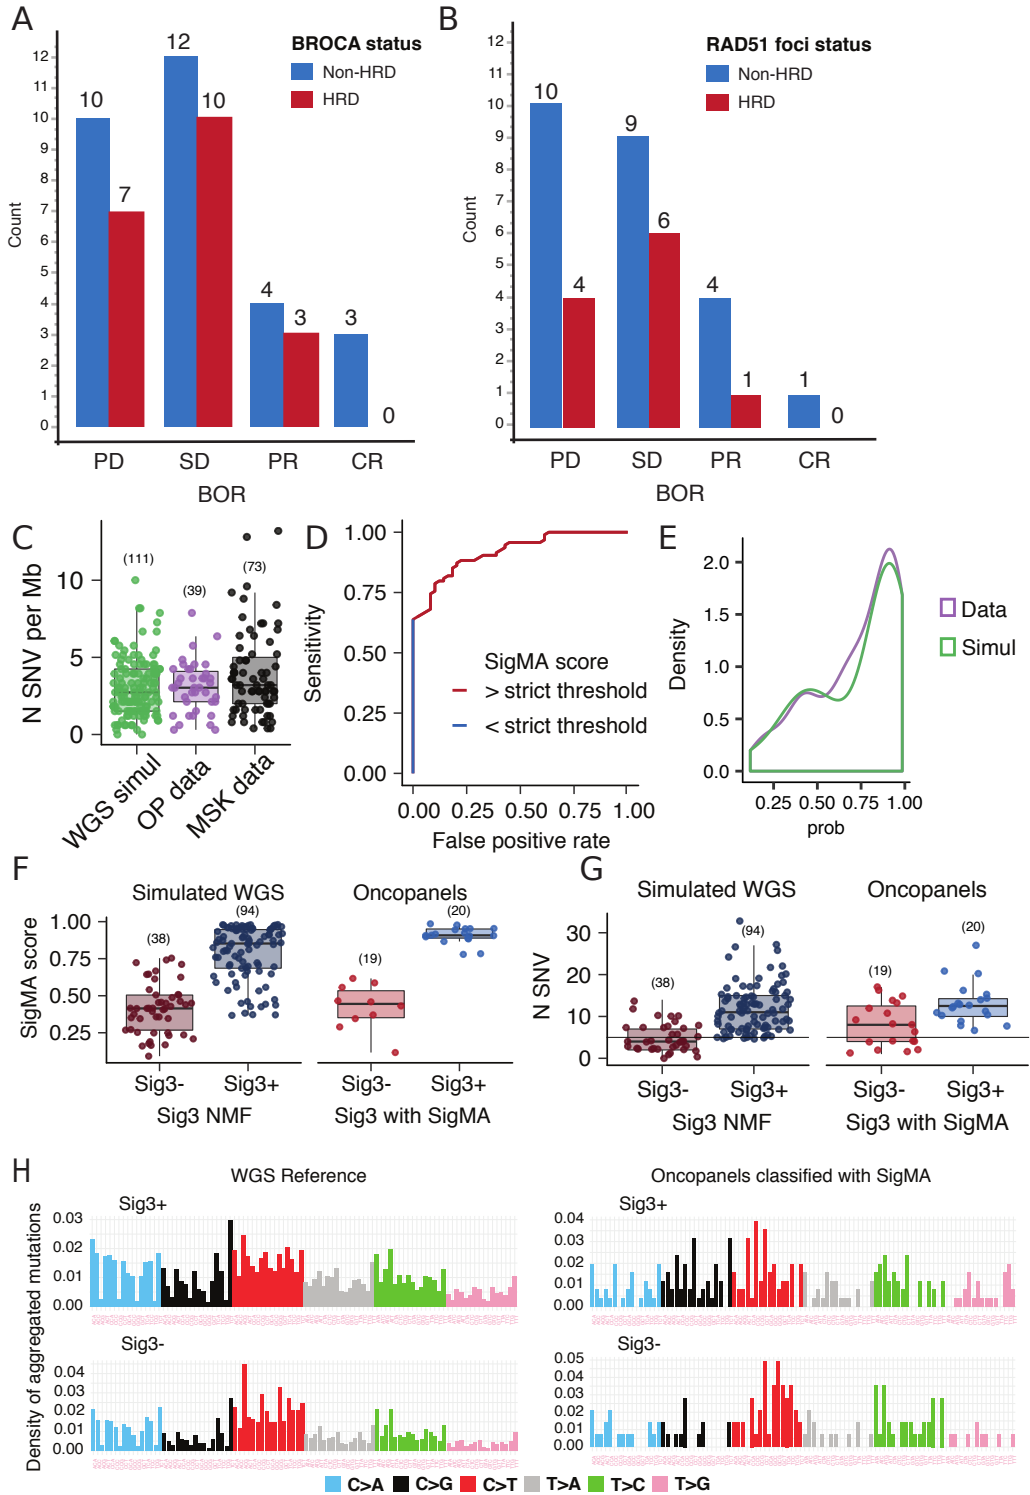 A
BROCA status
Non-HRD
HRD
12
11
10
9
8
7
6
5
4
3
2
1
0
Count
10
7
12
10
4
3
3
0
PD SD PR CR
BOR
B
RAD51 foci status
Non-HRD
HRD
12
11
10
9
8
7
6
5
4
3
2
1
0
Count
10
4
9
6
4
1
1
0
PD SD PR CR
BOR
C
N SNV per Mb
10
5
0
(111)
(39)
(73)
WGS simul
OP data
MSK data
D
Sensitivity
1.00
0.75
0.50
0.25
0.00
SigMA score
> strict threshold
< strict threshold
0.00 0.25 0.50 0.75 1.00
False positive rate
E
Density
2.0
1.5
1.0
0.5
0.0
Data
Simul
0.25 0.50 0.75 1.00
prob
F
Simulated WGS Oncopanels
SigMA score
1.00
0.75
0.50
0.25
(38)
(94)
(19)
(20)
Sig3- Sig3+ Sig3- Sig3+
Sig3 NMF Sig3 with SigMA
G
Simulated WGS Oncopanels
N SNV
30
20
10
0
(38)
(94)
(19)
(20)
Sig3- Sig3+ Sig3- Sig3+
Sig3 NMF Sig3 with SigMA
H
WGS Reference
Oncopanels classified with SigMA
Density of aggregated mutations
Sig3+
0.03
0.02
0.01
0.00
Sig3+
0.04
0.03
0.02
0.01
0.00
Sig3-
0.04
0.03
0.02
0.01
0.00
Sig3-
0.05
0.04
0.03
0.02
0.01
0.00
C>A C>G C>T T>A T>C T>G